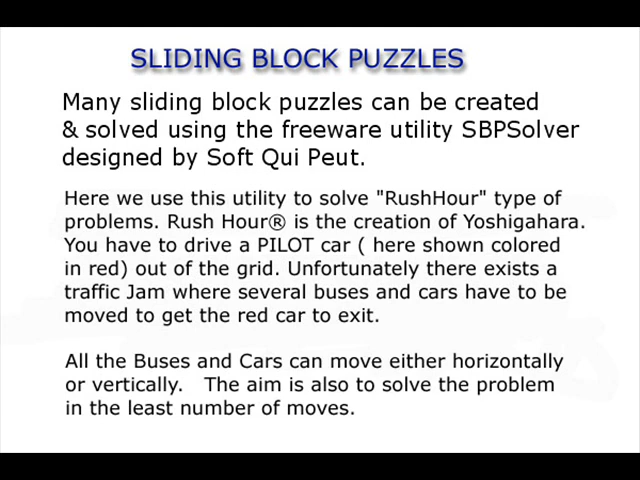 SLIDING BLOCK PUZZLES
Many sliding block puzzles can be created
& solved using the freeware utility SBPSolver
designed by Soft Qui Peut.
Here we use this utility to solve "RushHour" type of
problems. Rush Hour® is the creation of Yoshigahara.
You have to drive a PILOT car ( here shown colored
in red) out of the grid. Unfortunately there exists a
traffic Jam where several buses and cars have to be
moved to get the red car to exit.
All the Buses and Cars can move either horizontally
or vertically. The aim is also to solve the problem
in the least number of moves.